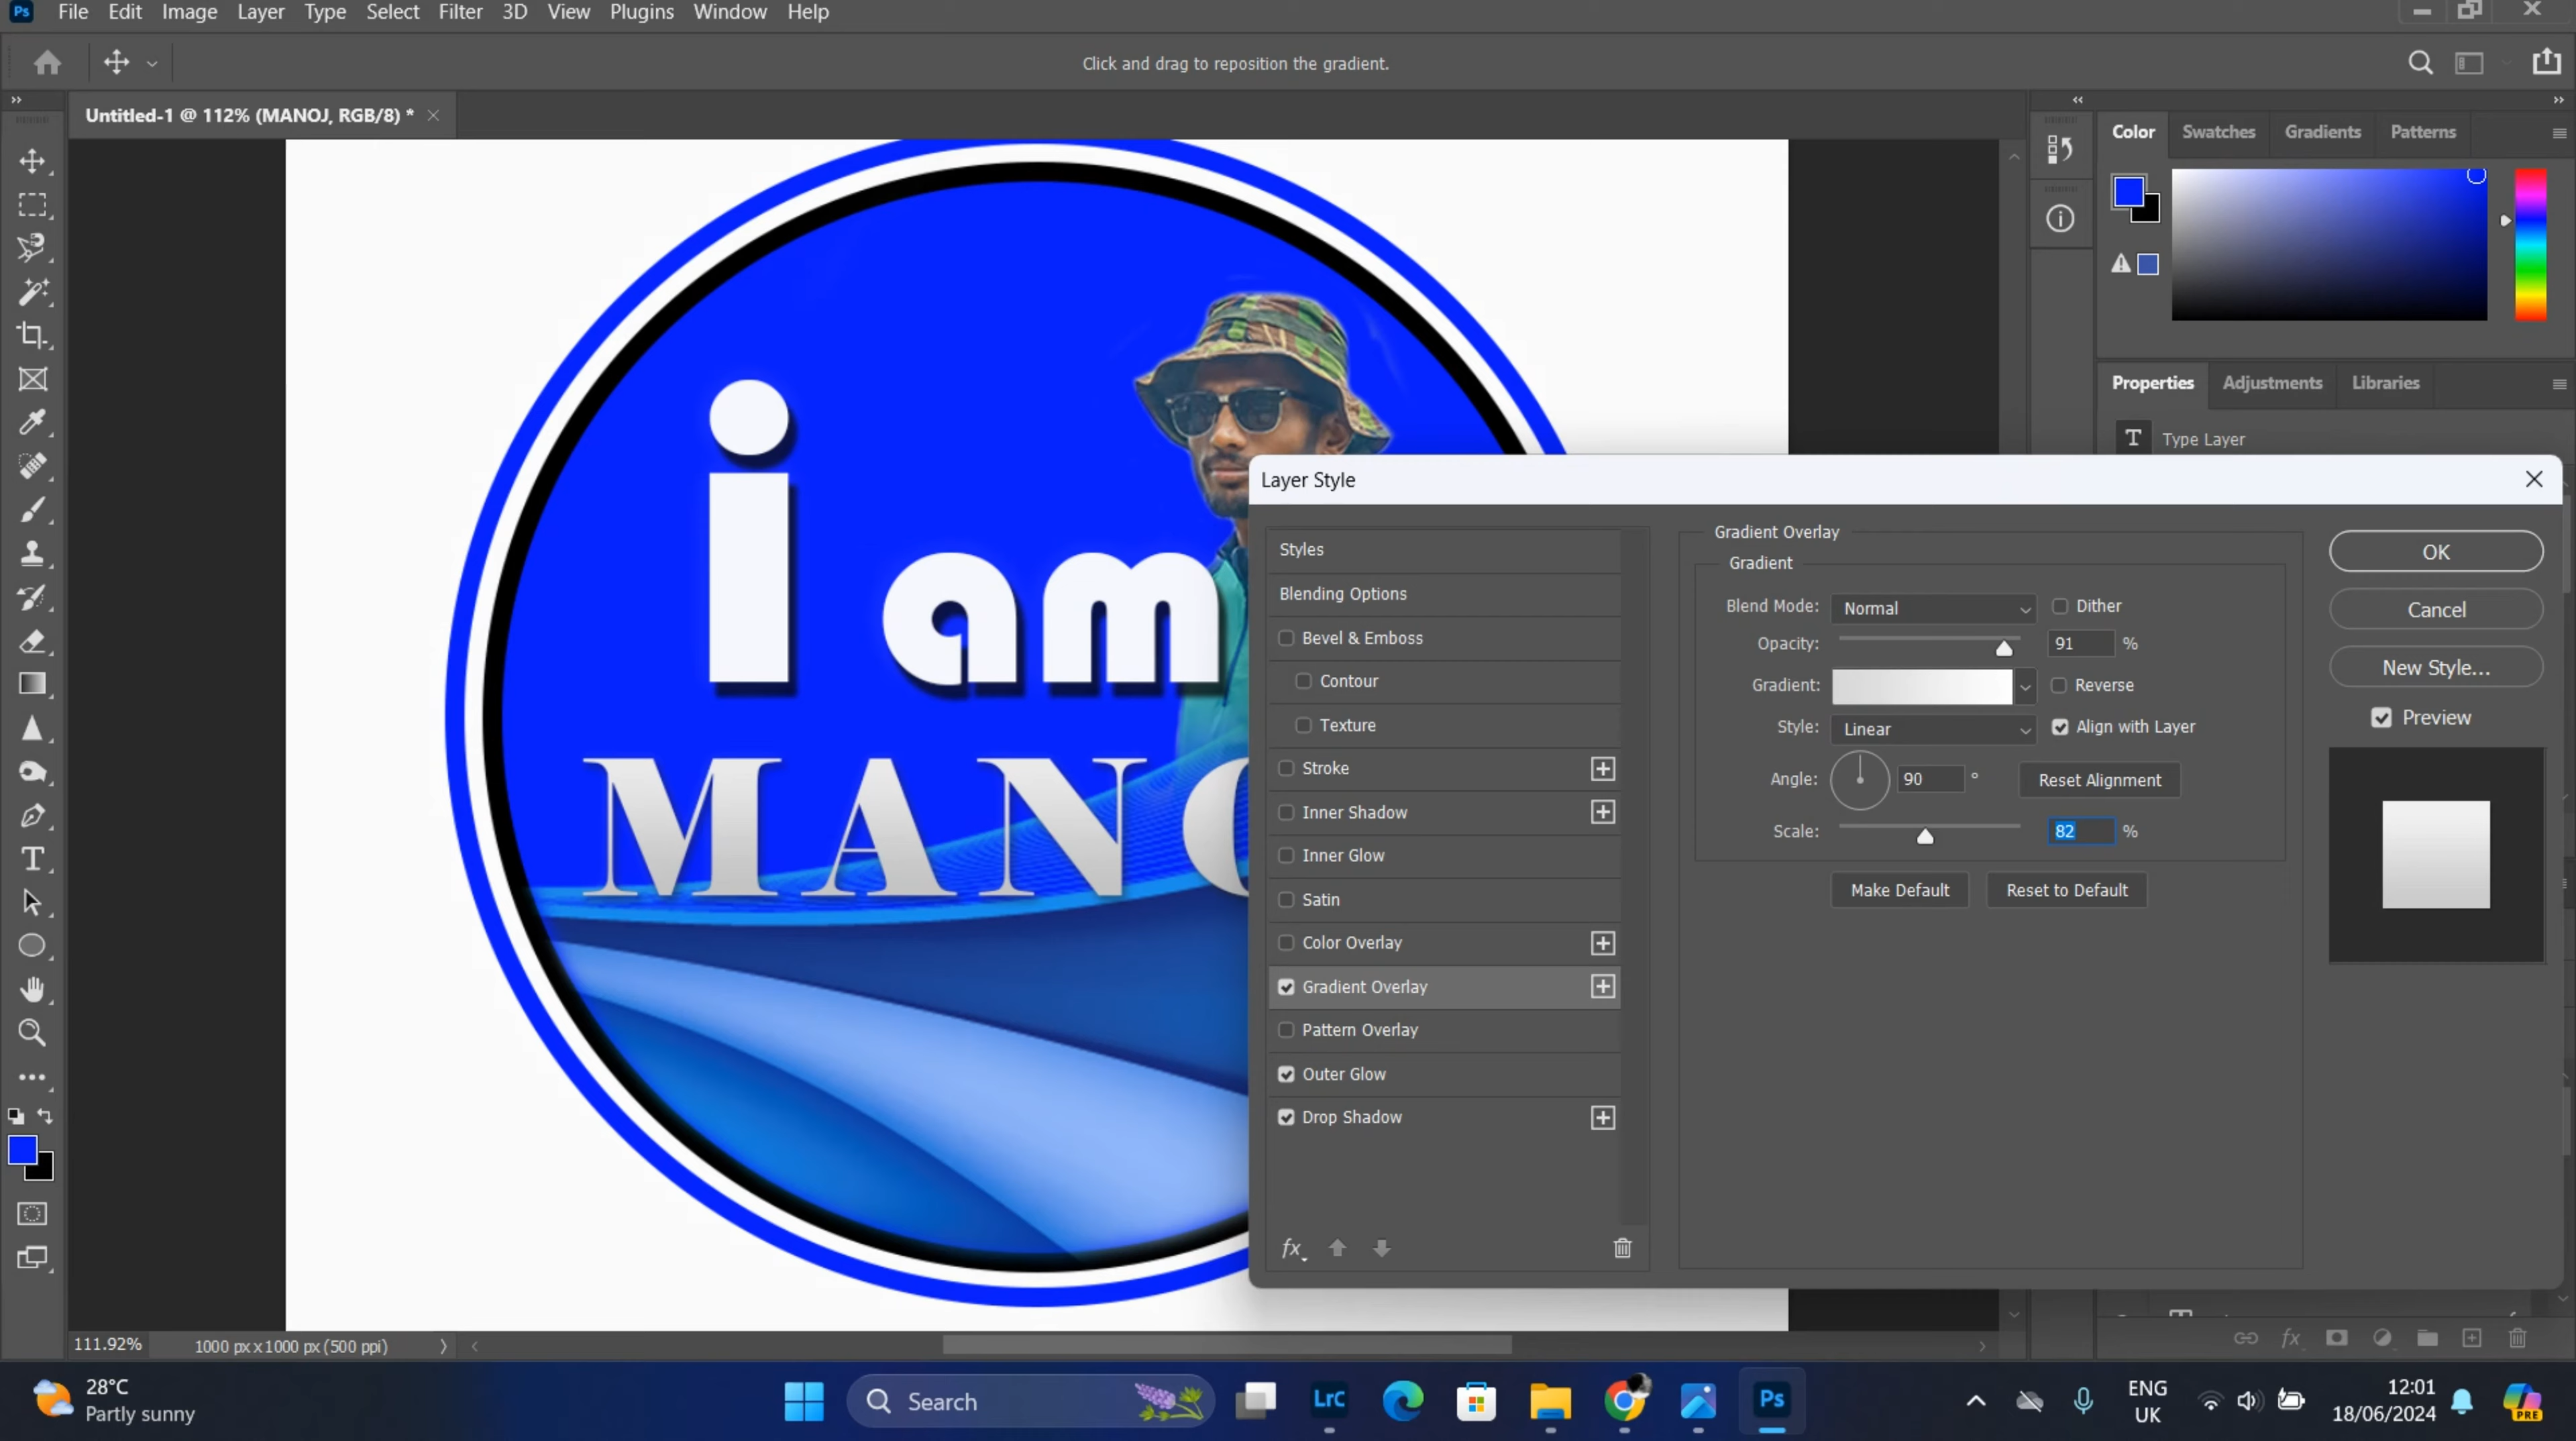 Ps File Edit Image Layer Type Select Filter 3D View Plugins Window Help
Click and drag to reposition the gradient.
Untitled-1 @ 112% (MANOJ, RGB/8) *
Color Swatches Gradients Patterns
Properties Adjustments Libraries
T Type Layer
i am
MANO
Layer Style
Styles
Blending Options
Bevel & Emboss
Contour
Texture
Stroke
Inner Shadow
Inner Glow
Satin
Color Overlay
Gradient Overlay
Pattern Overlay
Outer Glow
Drop Shadow
fx
Gradient Overlay
Gradient
Blend Mode: Normal Dither
Opacity: 91 %
Gradient: Reverse
Style: Linear Align with Layer
Angle: 90 ° Reset Alignment
Scale: 82 %
Make Default Reset to Default
OK
Cancel
New Style...
Preview
111.92% 1000 px x 1000 px (500 ppi)
fx
28°C
Partly sunny
Search
LrC
Ps
ENG
UK
12:01
18/06/2024
PRE